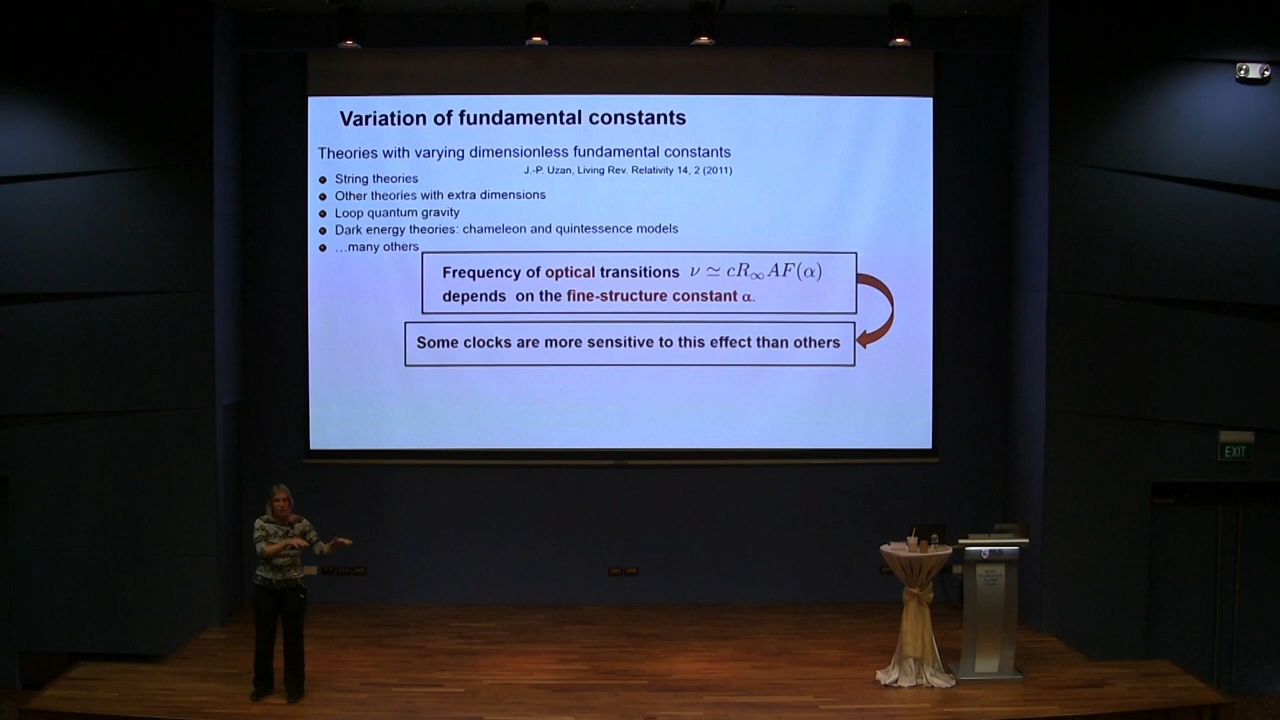 Variation of fundamental constants
Theories with varying dimensionless fundamental constants
J.-P. Uzan, Living Rev. Relativity 14, 2 (2011)
String theories
Other theories with extra dimensions
Loop quantum gravity
Dark energy theories: chameleon and quintessence models
…many others
Frequency of optical transitions ν ≃ cR∞AF(α)
depends on the fine-structure constant α.
Some clocks are more sensitive to this effect than others
EXIT